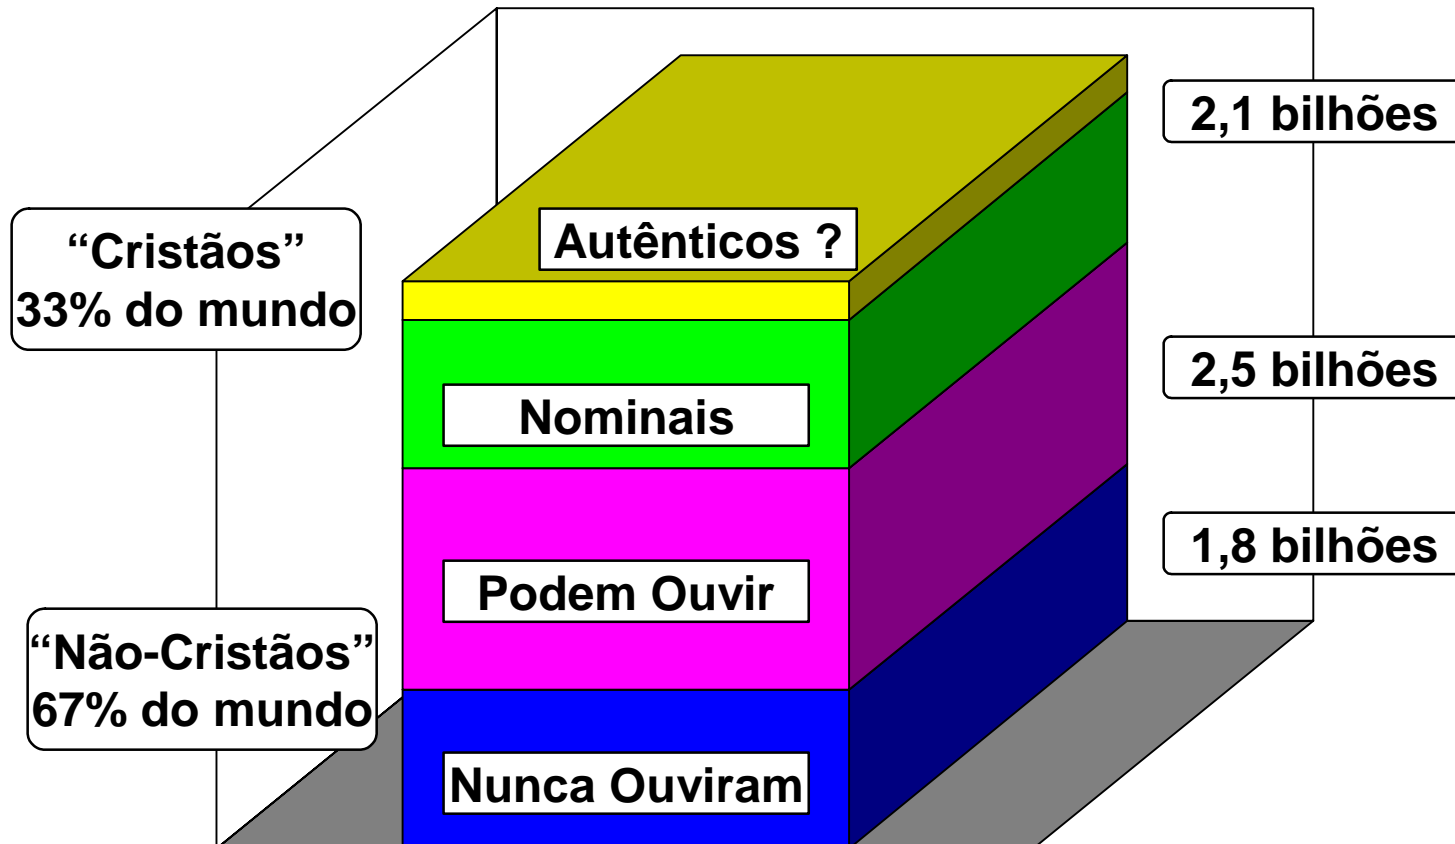 2,1 bilhões
“Cristãos”
33% do mundo
Autênticos ?
Nominais
2,5 bilhões
Podem Ouvir
1,8 bilhões
“Não-Cristãos”
67% do mundo
Nunca Ouviram